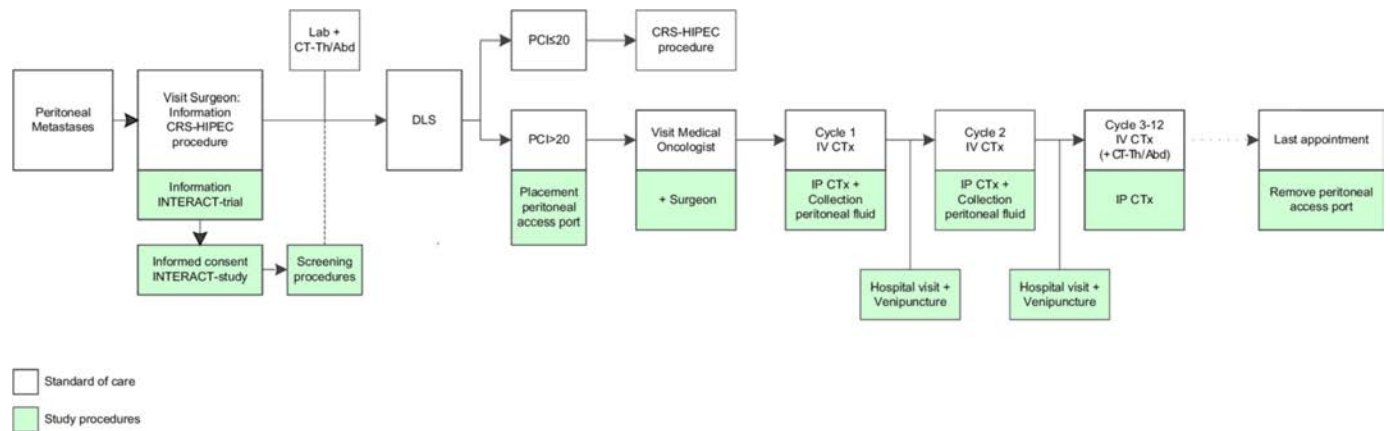 Peritoneal
Metastases
Visit Surgeon:
Information
CRS-HIPEC
procedure
Information
INTERACT-trial
Informed consent
INTERACT-study
Lab +
CT-Th/Abd
Screening
procedures
DLS
PCI≤20
CRS-HIPEC
procedure
PCI>20
Placement
peritoneal
access port
Visit Medical
Oncologist
+ Surgeon
Cycle 1
IV CTx
IP CTx +
Collection
peritoneal fluid
Hospital visit +
Venipuncture
Cycle 2
IV CTx
IP CTx +
Collection
peritoneal fluid
Hospital visit +
Venipuncture
Cycle 3-12
IV CTx
(+CT-Th/Abd)
IP CTx
Last appointment
Remove peritoneal
access port
Standard of care
Study procedures